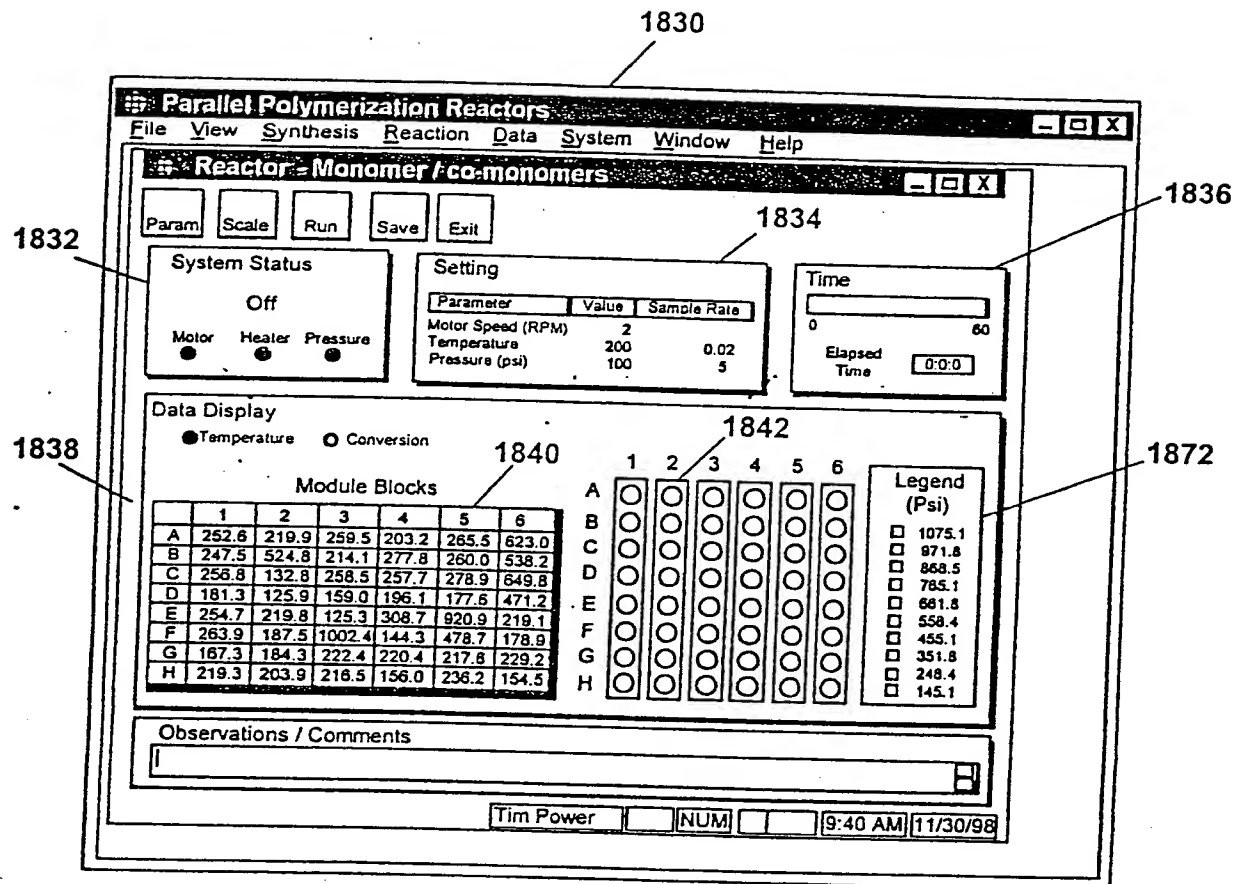 1830
Parallel Polymerization Reactors
File View Synthesis Reaction Data System Window Help
Reactor - Monomer / co-monomers
Param Scale Run Save Exit
1832
1834
1836
System Status
Off
Motor Heater Pressure
Setting
Parameter Value Sample Rate
Motor Speed (RPM) 2
Temperature 200 0.02
Pressure (psi) 100 5
Time
0 60
Elapsed Time 0:0:0
1838
Data Display
Temperature Conversion
1840
1842
1872
Module Blocks
1 2 3 4 5 6
A 252.6 219.9 259.5 203.2 265.5 623.0
B 247.5 524.8 214.1 277.8 260.0 538.2
C 256.8 132.8 258.5 257.7 278.9 649.8
D 181.3 125.9 159.0 196.1 177.6 471.2
E 254.7 219.8 125.3 308.7 920.9 219.1
F 263.9 187.5 1002.4 144.3 478.7 178.9
G 167.3 184.3 222.4 220.4 217.6 229.2
H 219.3 203.9 216.5 156.0 236.2 154.5
1 2 3 4 5 6
A
B
C
D
E
F
G
H
Legend
(Psi)
1075.1
971.8
868.5
785.1
661.8
558.4
455.1
351.8
248.4
145.1
Observations / Comments
Tim Power NUM 9:40 AM 11/30/98